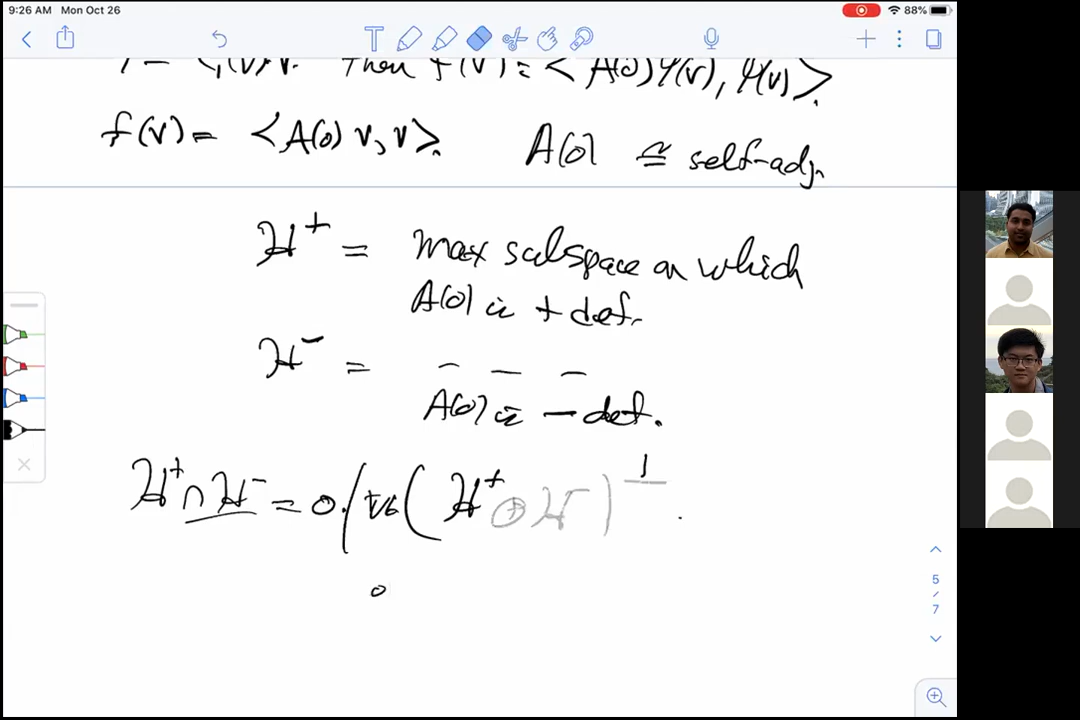 9:26 AM Mon Oct 26
88%
Then f(v) = <A(0)φ(v), φ(v)>.
f(v) = <A(0) v, v>. A(0) self-adj.
H⁺ = max subspace on which
A(0) is + def.
H⁻ = — — —
A(0) is — def.
H⁺ ∩ H⁻ = 0. (H⁺ ⊕ H⁻)^⊥
0
5
/
7